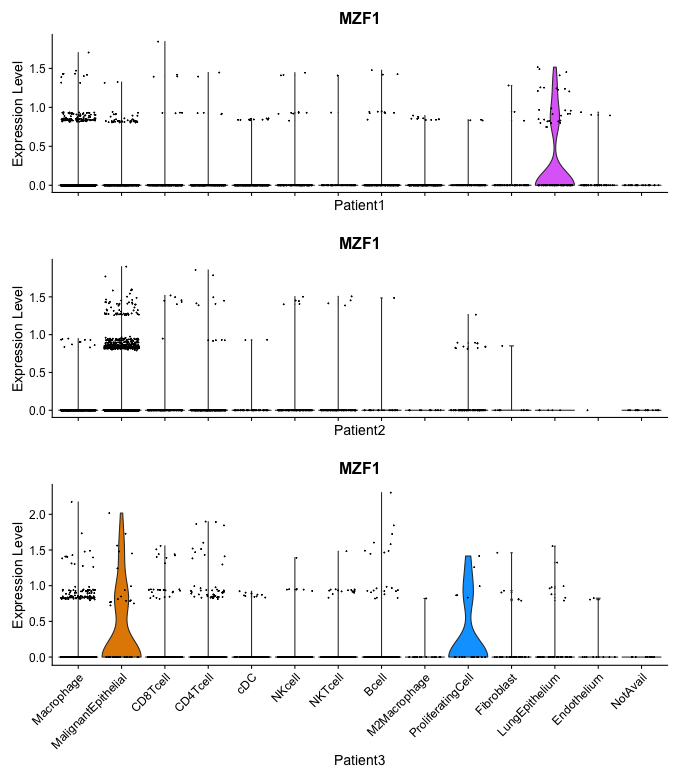 MZF1
Expression Level
1.5
1.0
0.5
0.0
Patient1
MZF1
Expression Level
1.5
1.0
0.5
0.0
Patient2
MZF1
Expression Level
2.0
1.5
1.0
0.5
0.0
Macrophage
MalignantEpithelial
CD8Tcell
CD4Tcell
cDC
NKcell
NKTcell
Bcell
M2Macrophage
ProliferatingCell
Fibroblast
LungEpithelium
Endothelium
NotAvail
Patient3